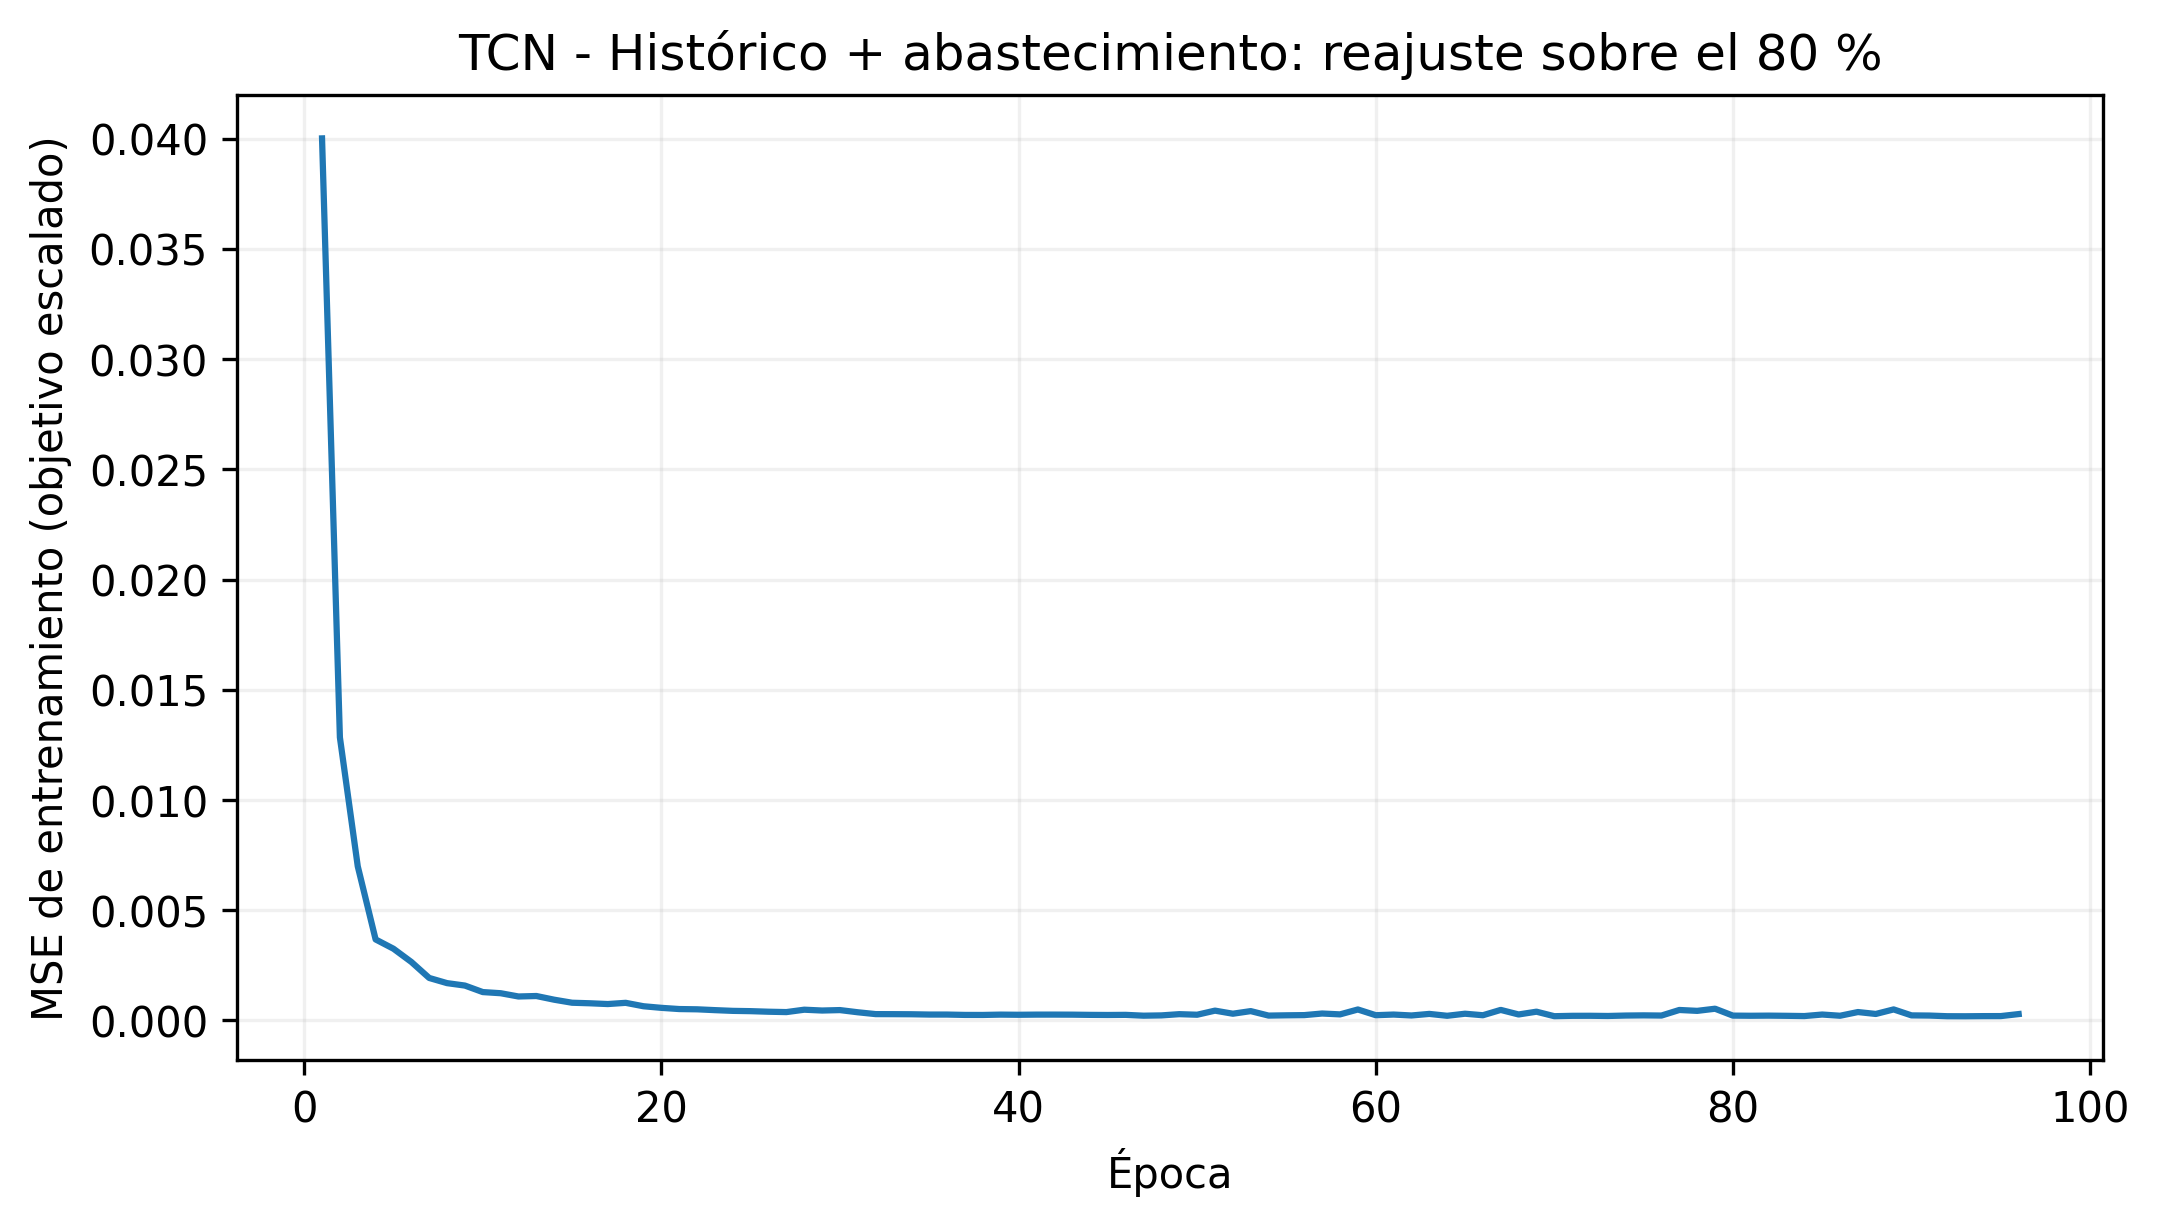 TCN - Histórico + abastecimiento: reajuste sobre el 80 %
MSE de entrenamiento (objetivo escalado)
0.040
0.035
0.030
0.025
0.020
0.015
0.010
0.005
0.000
0 20 40 60 80 100
Época